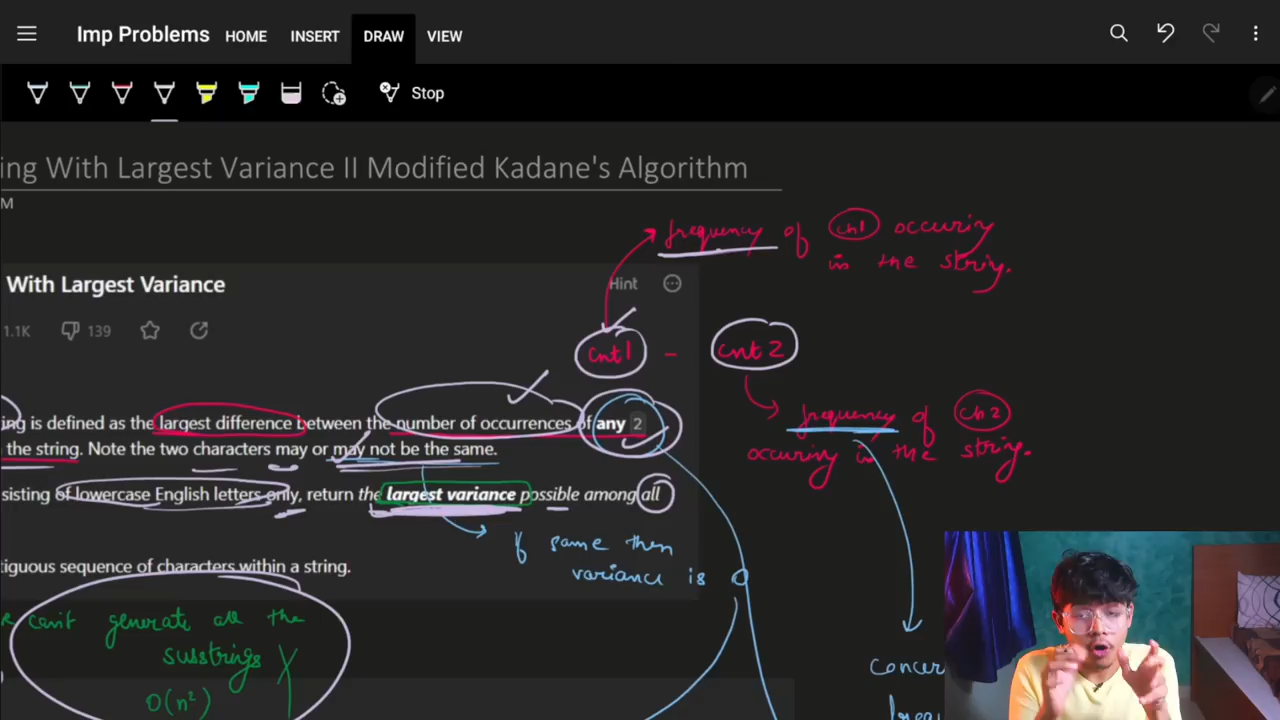 Imp Problems HOME INSERT DRAW VIEW
Stop
ing With Largest Variance II Modified Kadane's Algorithm
M
frequency of ch1 occuring
in the string.
With Largest Variance
Hint
1.1K 139
cnt1 - cnt2
frequency of ch2
occuring in the string.
ing is defined as the largest difference between the number of occurrences of any 2
the string. Note the two characters may or may not be the same.
sisting of lowercase English letters only, return the largest variance possible among all
if same then
variance is 0
tiguous sequence of characters within a string.
can't generate all the
susstrings
O(n²)
Concer